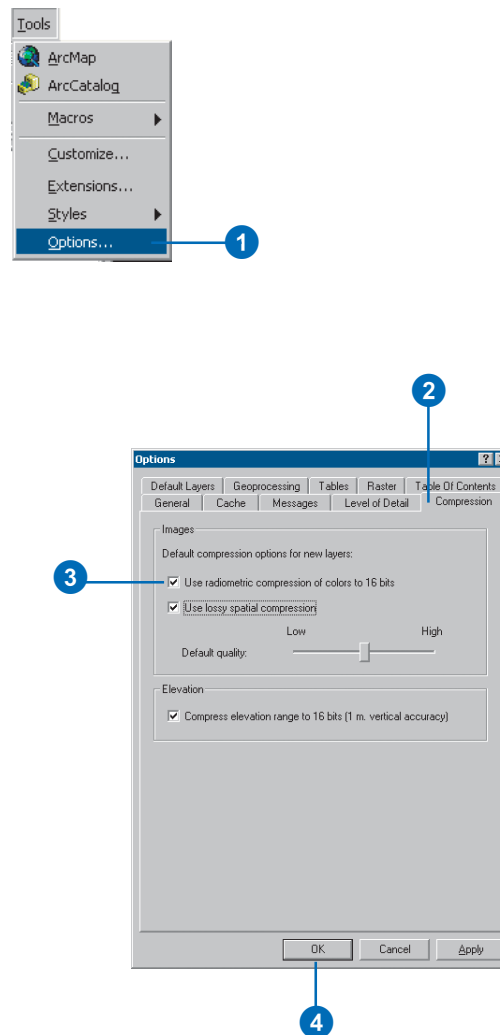 Tools
ArcMap
ArcCatalog
Macros
Customize...
Extensions...
Styles
Options...
1
2
Options
Default Layers Geoprocessing Tables Raster Table Of Contents
General Cache Messages Level of Detail Compression
Images
Default compression options for new layers:
3
Use radiometric compression of colors to 16 bits
Use lossy spatial compression
Low High
Default quality:
Elevation
Compress elevation range to 16 bits (1 m. vertical accuracy)
OK Cancel Apply
4